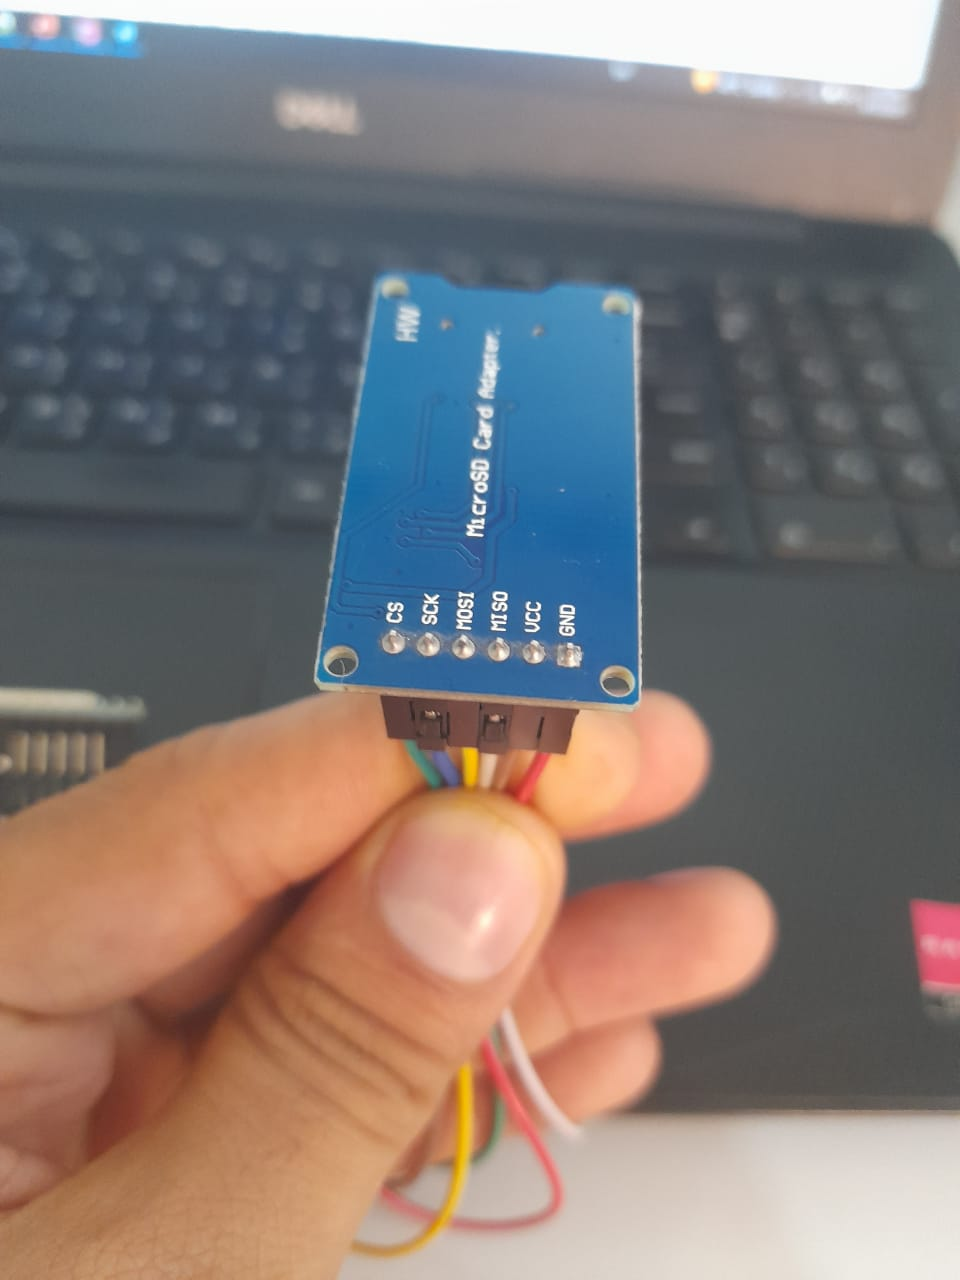 DELL
HW
MicroSD Card Adapter.
CS
SCK
MOSI
MISO
VCC
GND